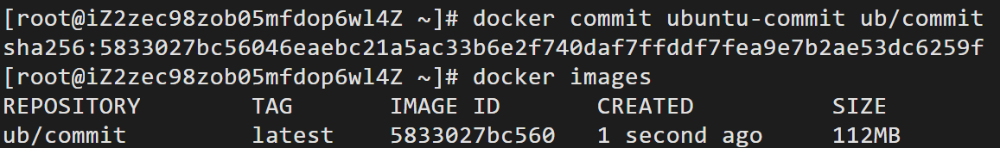 [root@iZ2zec98zob05mfdop6wl4Z ~]# docker commit ubuntu-commit ub/commit
sha256:5833027bc56046eaebc21a5ac33b6e2f740daf7ffddf7fea9e7b2ae53dc6259f
[root@iZ2zec98zob05mfdop6wl4Z ~]# docker images
REPOSITORY TAG IMAGE ID CREATED SIZE
ub/commit latest 5833027bc560 1 second ago 112MB